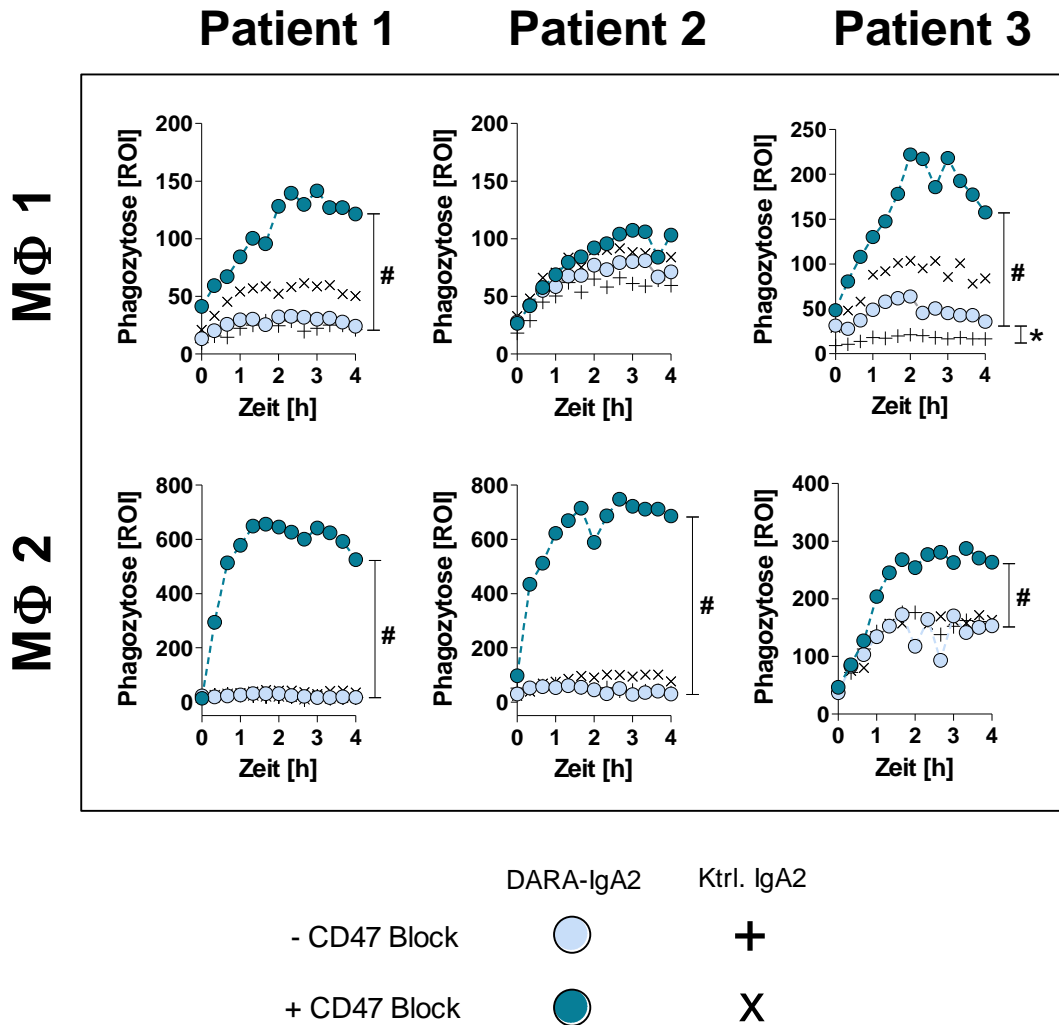 Patient 1 Patient 2 Patient 3
ΜΦ 1
Phagozytose [ROI]
200
150
100
50
0
0 1 2 3 4
Zeit [h]
#
Phagozytose [ROI]
200
150
100
50
0
0 1 2 3 4
Zeit [h]
Phagozytose [ROI]
250
200
150
100
50
0
0 1 2 3 4
Zeit [h]
#
*
ΜΦ 2
Phagozytose [ROI]
800
600
400
200
0
0 1 2 3 4
Zeit [h]
#
Phagozytose [ROI]
800
600
400
200
0
0 1 2 3 4
Zeit [h]
#
Phagozytose [ROI]
400
300
200
100
0
0 1 2 3 4
Zeit [h]
#
DARA-IgA2 Ktrl. IgA2
- CD47 Block
+ CD47 Block